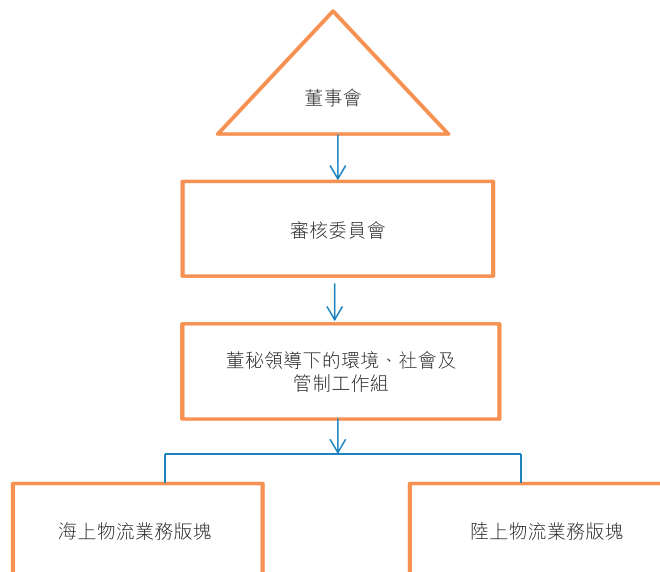 董事會
審核委員會
董秘領導下的環境、社會及
管制工作組
海上物流業務版塊
陸上物流業務版塊